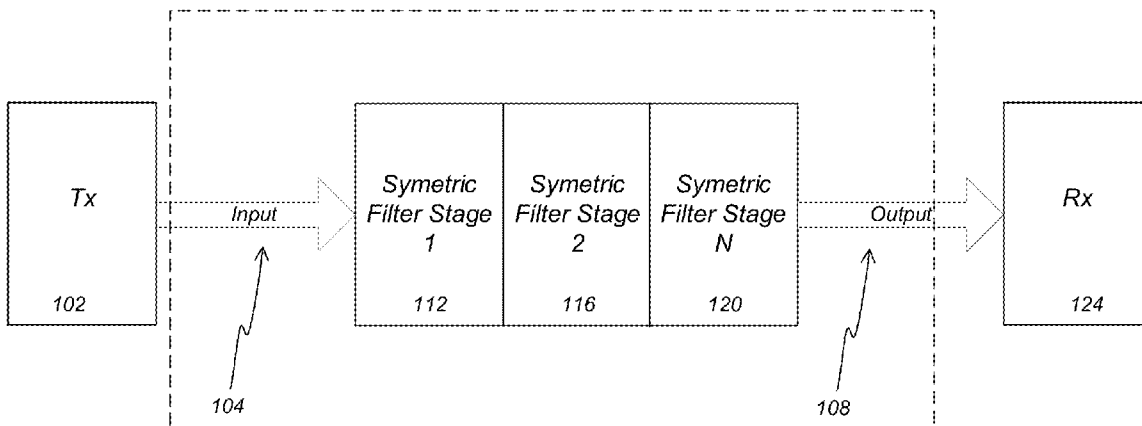 Tx
102
Input
104
Symetric
Filter Stage
1
112
Symetric
Filter Stage
2
116
Symetric
Filter Stage
N
120
Output
108
Rx
124